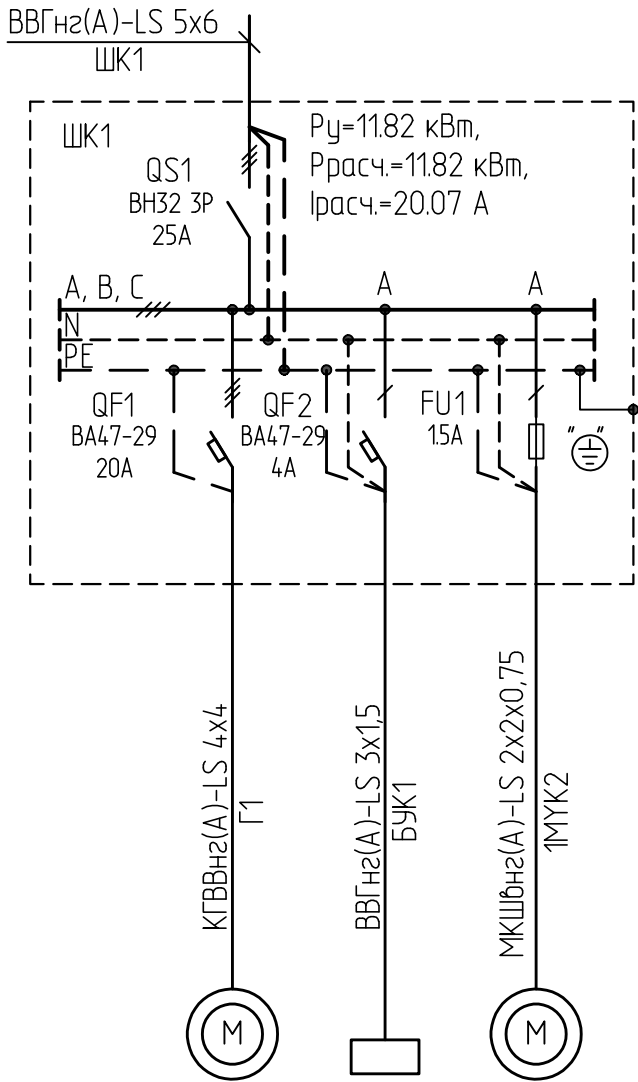 ВВГнг(А)-LS 5х6
ШК1
ШК1
Ру=11.82 кВт,
Ррасч.=11.82 кВт,
Iрасч.=20.07 А
QS1
ВН32 3Р
25А
А, В, С
А
А
N
PE
QF1
ВА47-29
20А
QF2
ВА47-29
4А
FU1
1.5А
" "
КГВВнг(А)-LS 4х4
Г1
ВВГнг(А)-LS 3х1,5
БУК1
МКШВнг(А)-LS 2х2х0,75
1МУК2
М
М